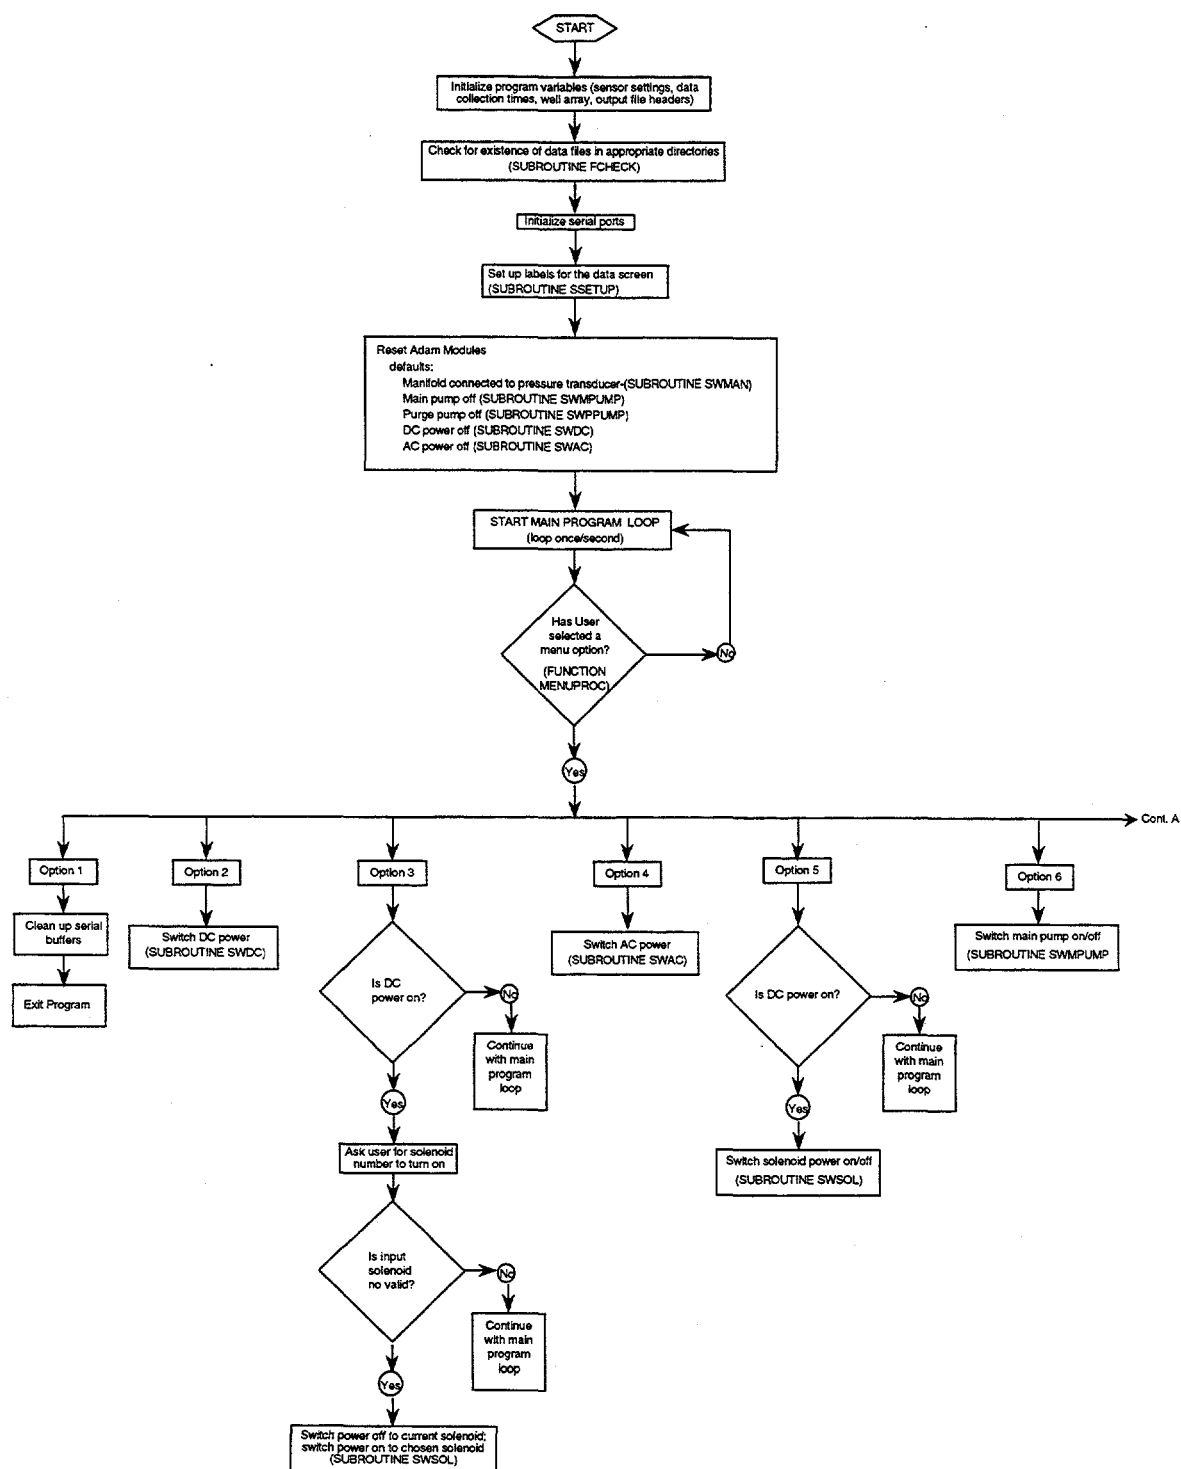 START
Initialize program variables (sensor settings, data
collection times, well array, output file headers)
Check for existence of data files in appropriate directories
(SUBROUTINE FCHECK)
Initialize serial ports
Set up labels for the data screen
(SUBROUTINE SSETUP)
Reset Adam Modules
defaults:
Manifold connected to pressure transducer-(SUBROUTINE SWMAN)
Main pump off (SUBROUTINE SWMPUMP)
Purge pump off (SUBROUTINE SWPPUMP)
DC power off (SUBROUTINE SWDC)
AC power off (SUBROUTINE SWAC)
START MAIN PROGRAM LOOP
(loop once/second)
Has User
selected a
menu option?
(FUNCTION
MENUPROC)
No
Yes
Cont. A
Option 1
Clean up serial
buffers
Exit Program
Option 2
Switch DC power
(SUBROUTINE SWDC)
Option 3
Is DC
power on?
No
Continue
with main
program
loop
Yes
Ask user for solenoid
number to turn on
Is input
solenoid
no valid?
No
Continue
with main
program
loop
Yes
Switch power off to current solenoid;
switch power on to chosen solenoid
(SUBROUTINE SWSOL)
Option 4
Switch AC power
(SUBROUTINE SWAC)
Option 5
Is DC power on?
No
Continue
with main
program
loop
Yes
Switch solenoid power on/off
(SUBROUTINE SWSOL)
Option 6
Switch main pump on/off
(SUBROUTINE SWMPUMP